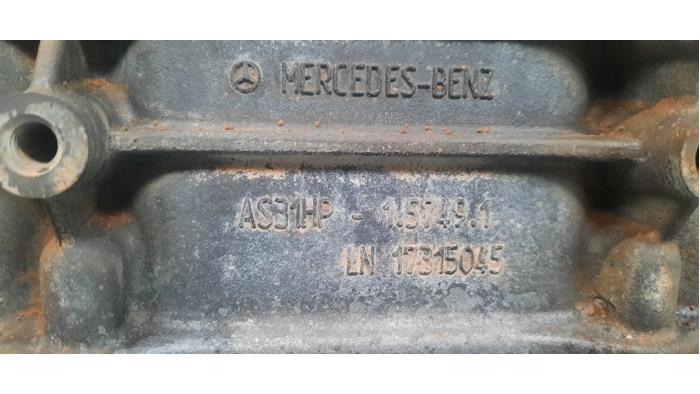 MERCEDES-BENZ
AS31HP - 1.5749.1
LN 17315045